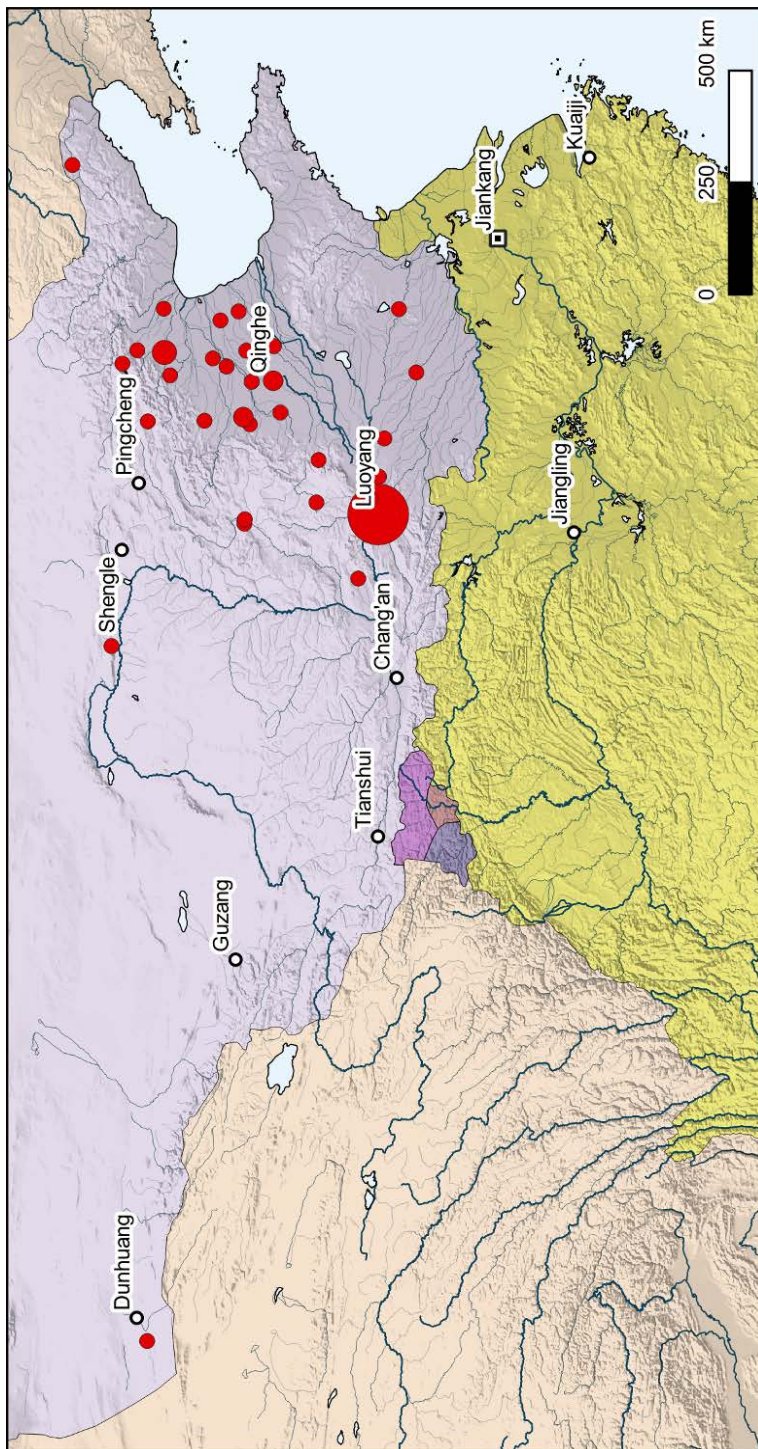 Dunhuang
Guzang
Tianshui
Chang'an
Shengle
Pingcheng
Luoyang
Qinghe
Jiangling
Jiankang
Kuaiji
0 250 500 km